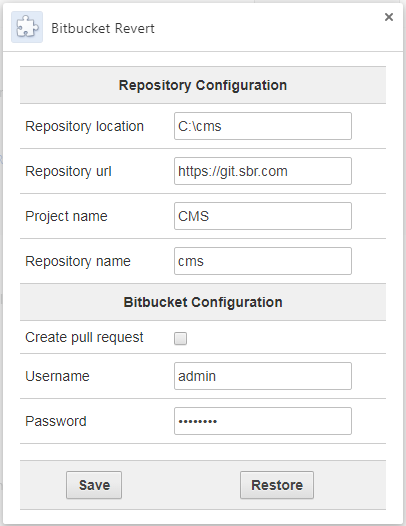 Bitbucket Revert
×
Repository Configuration
Repository location C:\cms
Repository url https://git.sbr.com
Project name CMS
Repository name cms
Bitbucket Configuration
Create pull request
Username admin
Password ••••••••
Save Restore